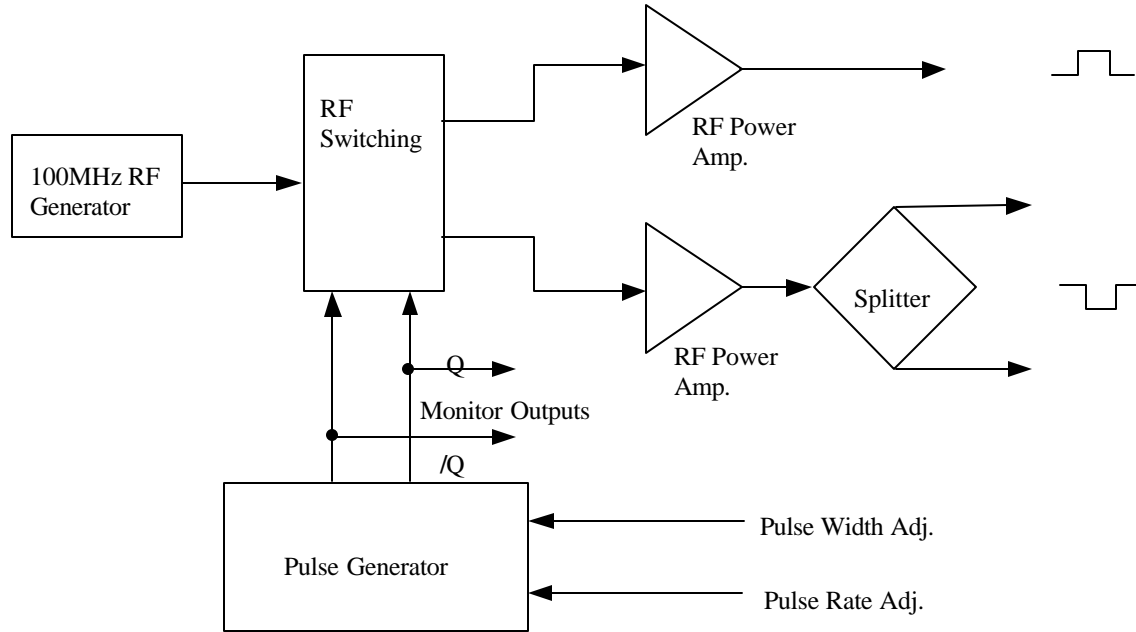 RF
Switching
RF Power
Amp.
100MHz RF
Generator
Splitter
RF Power
Amp.
Q
Monitor Outputs
/Q
Pulse Width Adj.
Pulse Generator
Pulse Rate Adj.